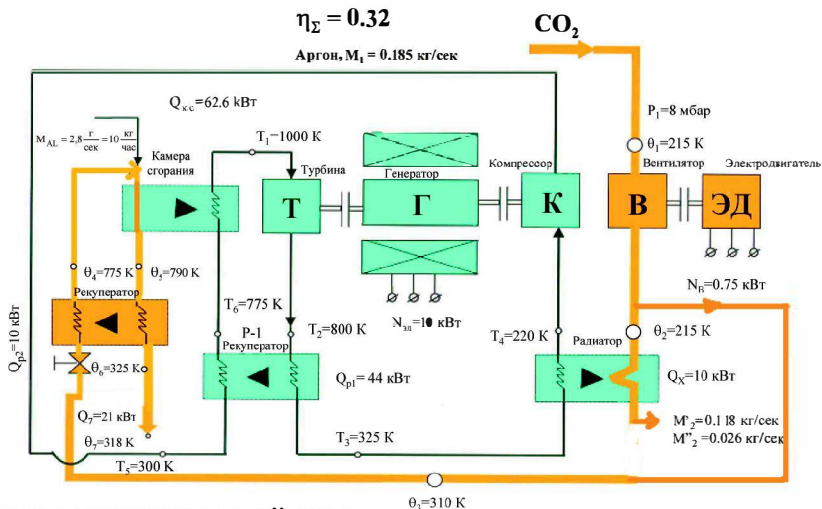 η_Σ = 0.32
CO₂
Аргон, M₁ = 0.185 кг/сек
Q к.с = 62.6 kВт
P₁=8 мбар
M_AL = 2,8 г/сек = 10 кг/час
T₁=1000 K
θ₁=215 K
Камера сгорания
Турбина
Генератор
Компрессор
Вентилятор
Электродвигатель
Т
Г
К
В
ЭД
θ₄=775 K
θ₅=790 K
N_B=0.75 кВт
Рекуператор
T₆=775 K
N_эл=10 кВт
θ₂=215 K
P-1
Рекуператор
T₂=800 K
T₄=220 K
Радиатор
Q_p2=10 кВт
θ₆=325 K
Q_p1=44 кВт
Q_X=10 кВт
Q₇=21 кВт
M'₂=0.118 кг/сек
θ₇=318 K
T₃=325 K
M''₂=0.026 кг/сек
T₅=300 K
θ₃=310 K